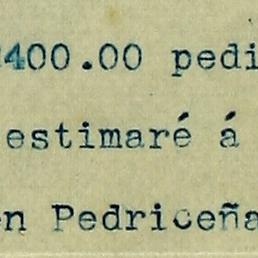 400.00 pedi
estimaré á
en Pedriceña